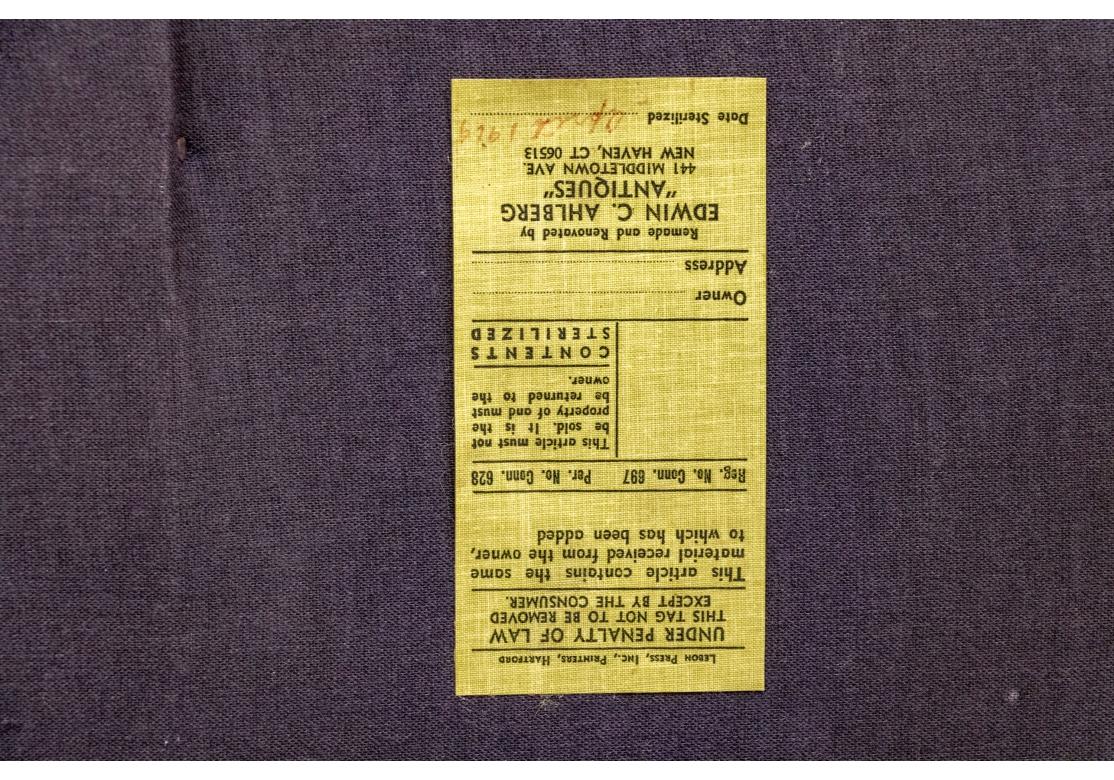 LEBON PRESS, INC., PRINTERS, HARTFORD
UNDER PENALTY OF LAW
THIS TAG NOT TO BE REMOVED
EXCEPT BY THE CONSUMER.
This article contains the same
material received from the owner,
to which has been added
Reg. No. Conn. 697 Per. No. Conn. 628
This article must not
be sold. It is the
property of and must
be returned to the
owner.
CONTENTS
STERILIZED
Owner
Address
Remade and Renovated by
EDWIN C. AHLBERG
"ANTIQUES"
441 MIDDLETOWN AVE.
NEW HAVEN, CT 06513
Date Sterilized April 1979